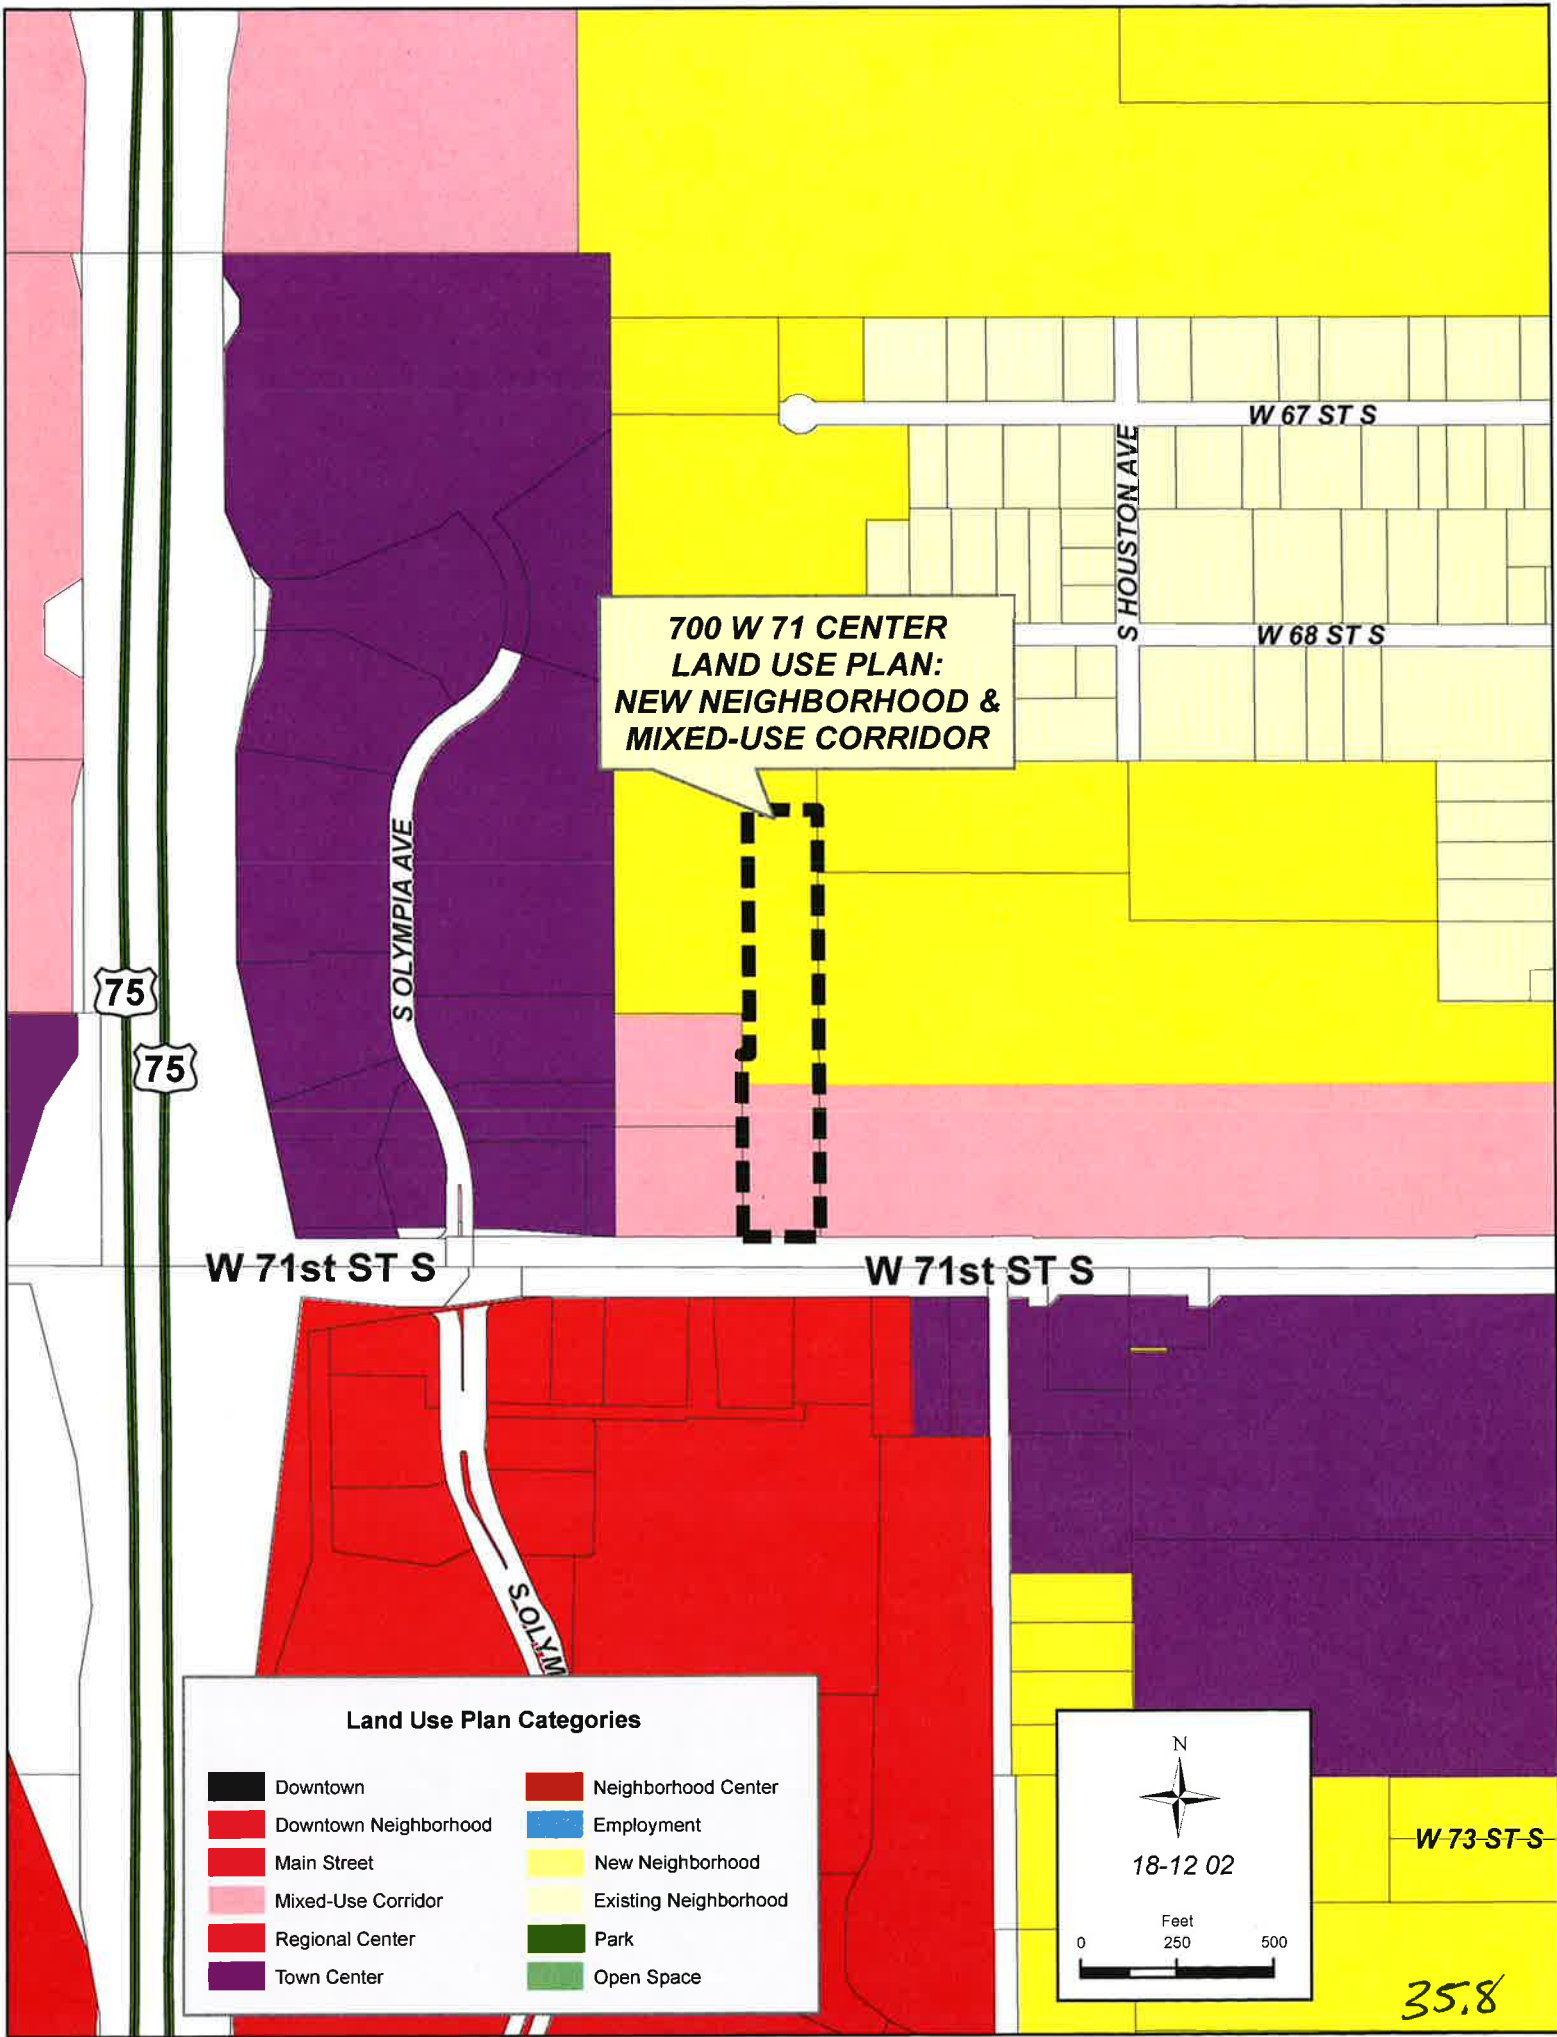 W 67 ST S
S HOUSTON AVE
W 68 ST S
700 W 71 CENTER
LAND USE PLAN:
NEW NEIGHBORHOOD &
MIXED-USE CORRIDOR
S OLYMPIA AVE
75
75
W 71st ST S
W 71st ST S
S OLYM
Land Use Plan Categories
Downtown
Downtown Neighborhood
Main Street
Mixed-Use Corridor
Regional Center
Town Center
Neighborhood Center
Employment
New Neighborhood
Existing Neighborhood
Park
Open Space
N
18-12 02
Feet
0 250 500
W 73 ST S
35.8